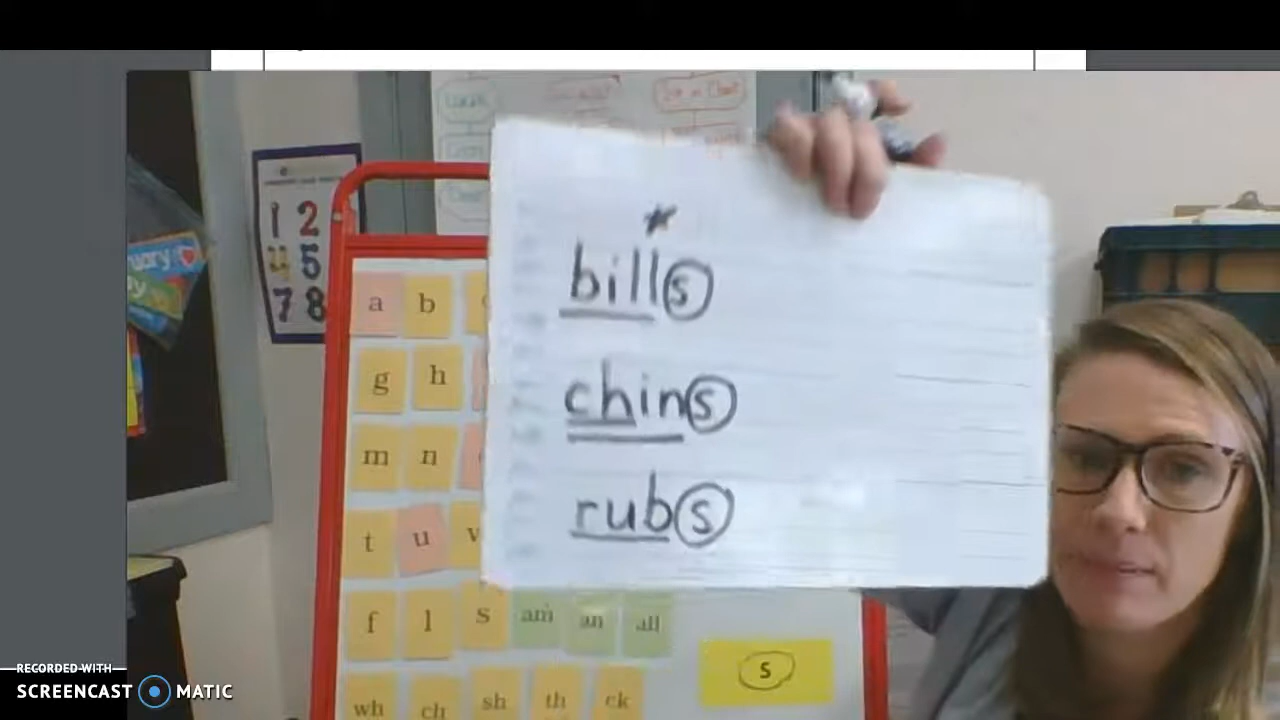 *
bills
chins
rubs
1 2
4 5
7 8
a b
g h
m n
t u v
f l s am an all
wh ch sh th ck
s
RECORDED WITH
SCREENCAST MATIC